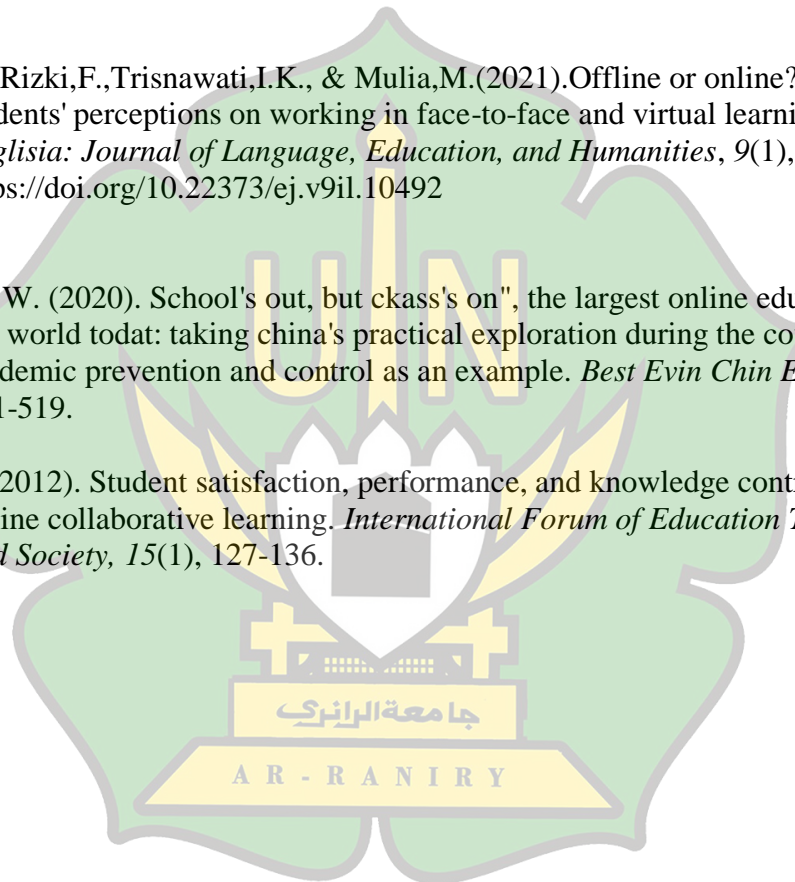 Rizki,F.,Trisnawati,I.K., & Mulia,M.(2021).Offline or online?
dents' perceptions on working in face-to-face and virtual learni
glisia: Journal of Language, Education, and Humanities, 9(1),
ps://doi.org/10.22373/ej.v9il.10492
W. (2020). School's out, but ckass's on", the largest online edu
world todat: taking china's practical exploration during the co
demic prevention and control as an example. Best Evin Chin E
1-519.
2012). Student satisfaction, performance, and knowledge cont
ine collaborative learning. International Forum of Education T
d Society, 15(1), 127-136.
UIN
جامعةالرانري
AR-RANIRY